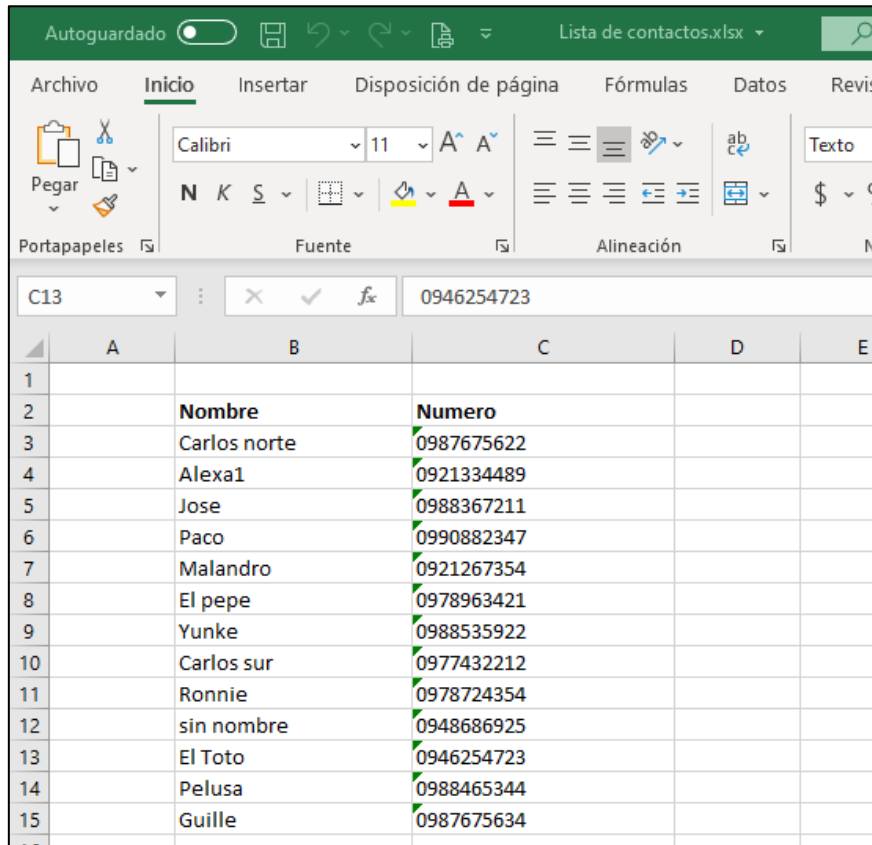 Autoguardado Lista de contactos.xlsx
Archivo Inicio Insertar Disposición de página Fórmulas Datos
Calibri 11 A A ab Texto
Pegar N K S A $
c
Portapapeles Fuente Alineación
C13 fx 0946254723
A B C D E
1
2 Nombre Numero
3 Carlos norte 0987675622
4 Alexa1 0921334489
5 Jose 0988367211
6 Paco 0990882347
7 Malandro 0921267354
8 El pepe 0978963421
9 Yunke 0988535922
10 Carlos sur 0977432212
11 Ronnie 0978724354
12 sin nombre 0948686925
13 El Toto 0946254723
14 Pelusa 0988465344
15 Guille 0987675634